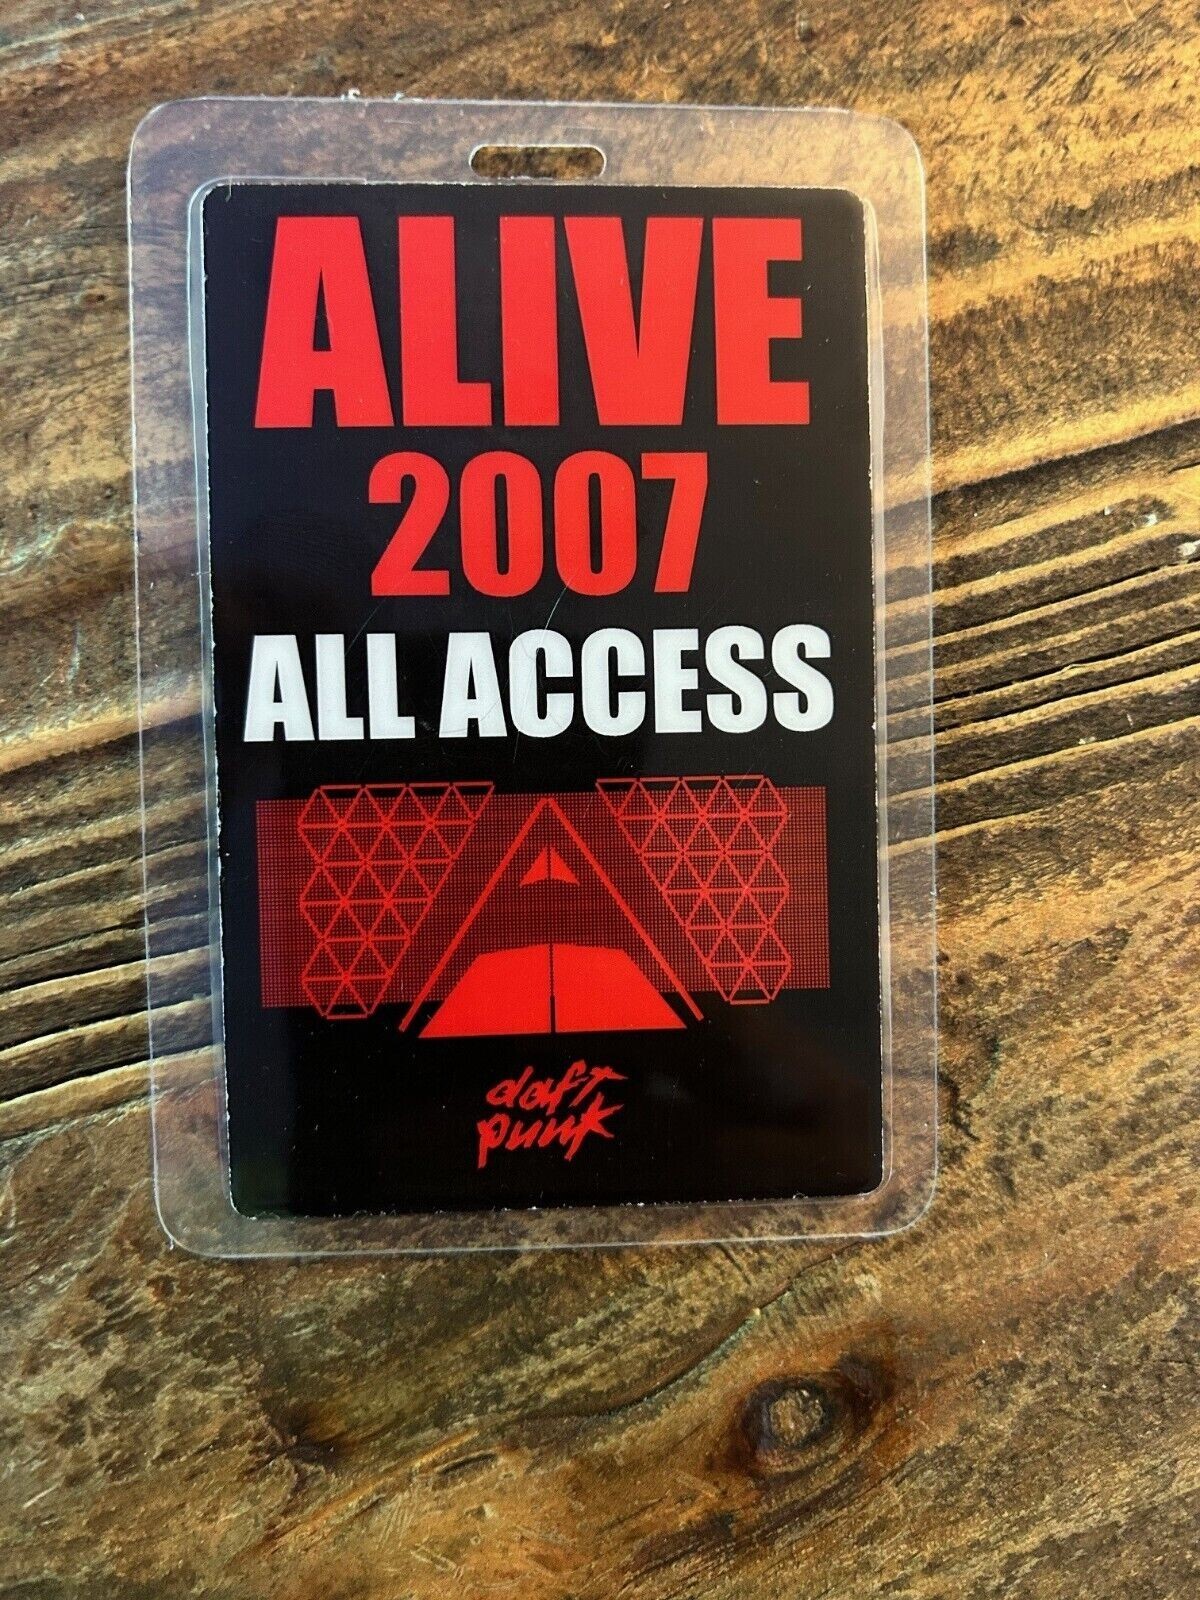 ALIVE
2007
ALL ACCESS
daft
punk